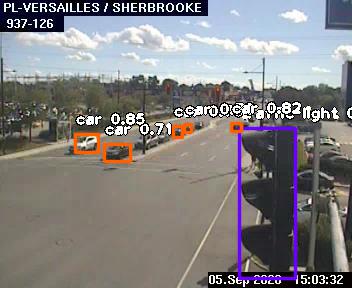 PL-VERSAILLES / SHERBROOKE
937-126
car 0.85
car 0.71
car 0.82
light
05.Sep 2020 15:03:32